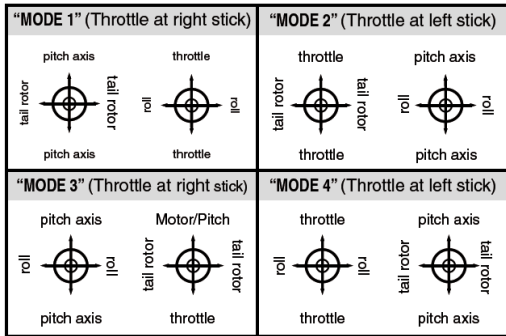 “MODE 1” (Throttle at right stick)
pitch axis
throttle
tail rotor
tail rotor
roll
roll
pitch axis
throttle
“MODE 2” (Throttle at left stick)
throttle
pitch axis
tail rotor
tail rotor
roll
roll
throttle
pitch axis
“MODE 3” (Throttle at right stick)
pitch axis
Motor/Pitch
roll
roll
tail rotor
tail rotor
pitch axis
throttle
“MODE 4” (Throttle at left stick)
throttle
pitch axis
roll
roll
tail rotor
tail rotor
throttle
pitch axis